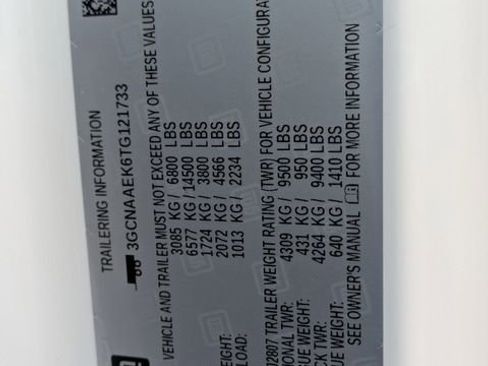 TRAILERING INFORMATION
3GCNAAEK6TG121733
VEHICLE AND TRAILER MUST NOT EXCEED ANY OF THESE VALUES
3085 KG / 6800 LBS
6577 KG / 14500 LBS
1724 KG / 3800 LBS
IGHT: 2072 KG / 4566 LBS
LOAD: 1013 KG / 2234 LBS
J2807 TRAILER WEIGHT RATING (TWR) FOR VEHICLE CONFIGURA
IONAL TWR: 4309 KG / 9500 LBS
UE WEIGHT: 431 KG / 950 LBS
CK TWR: 4264 KG / 9400 LBS
UE WEIGHT: 640 KG / 1410 LBS
SEE OWNER'S MANUAL FOR MORE INFORMATION